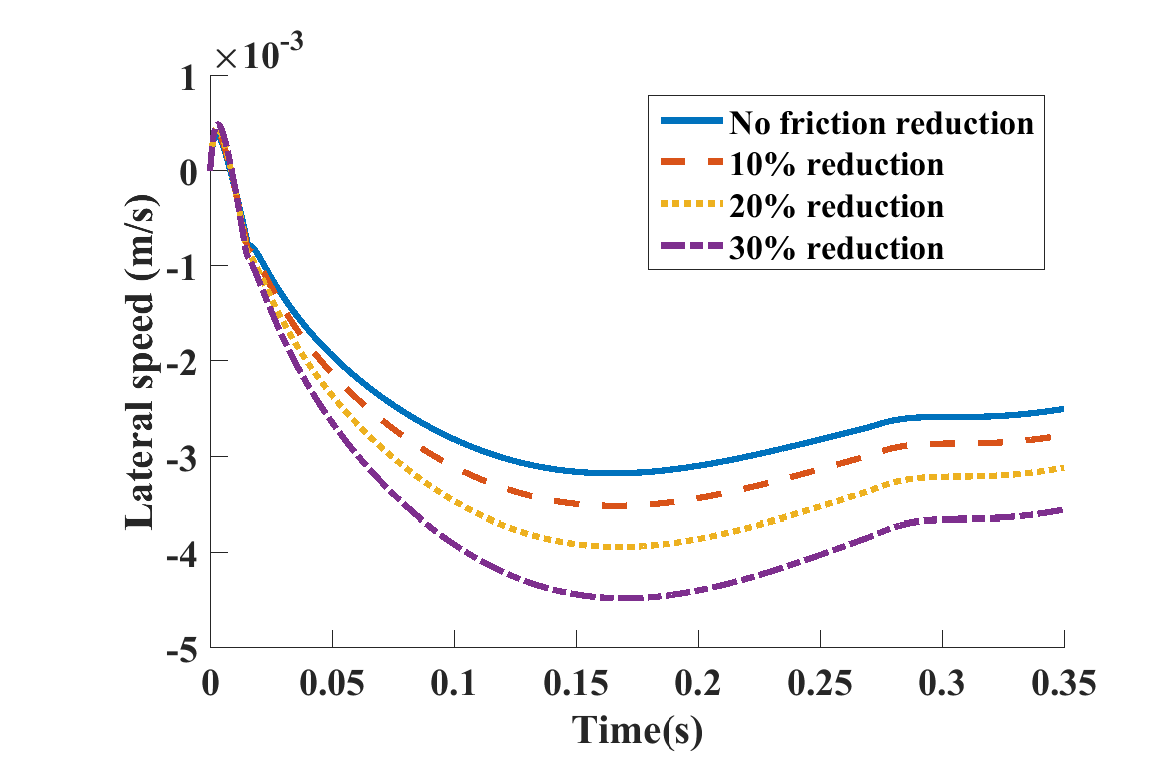 ×10-3
1
0
-1
-2
-3
-4
-5
Lateral speed (m/s)
No friction reduction
10% reduction
20% reduction
30% reduction
0 0.05 0.1 0.15 0.2 0.25 0.3 0.35
Time(s)